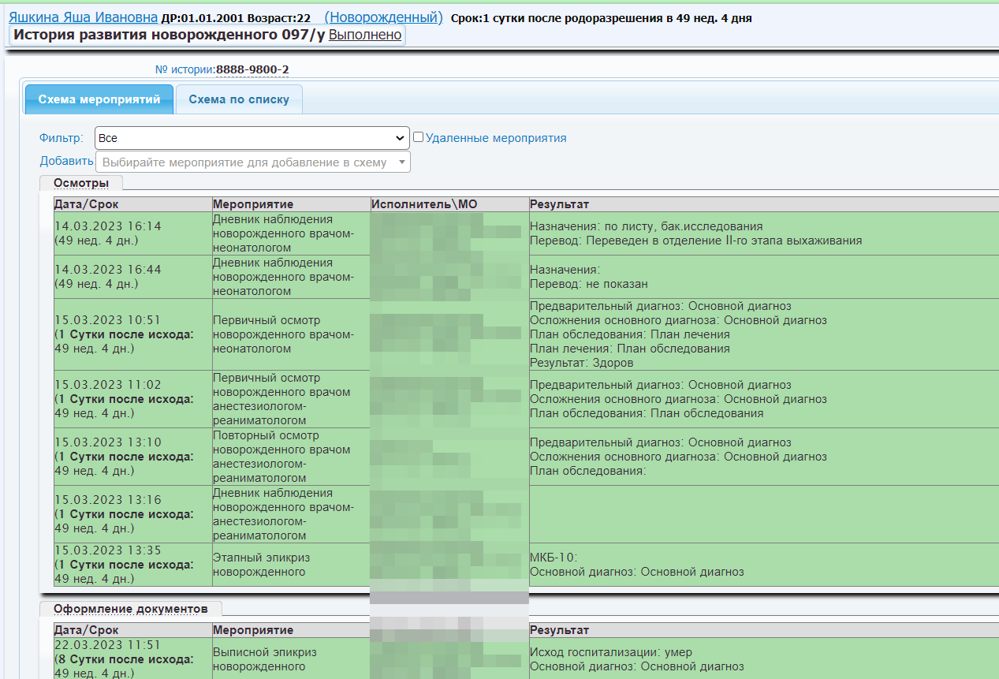 Яшкина Яша Ивановна ДР:01.01.2001 Возраст:22 (Новорожденный) Срок:1 сутки после родоразрешения в 49 нед. 4 дня
История развития новорожденного 097/у Выполнено
№ истории:8888-9800-2
Схема мероприятий Схема по списку
Фильтр: Все Удаленные мероприятия
Добавить: Выбирайте мероприятие для добавление в схему
Осмотры
Дата/Срок Мероприятие Исполнитель\МО Результат
14.03.2023 16:14
(49 нед. 4 дн.)
Дневник наблюдения
новорожденного врачом-
неонатологом
Назначения: по листу, бак.исследования
Перевод: Переведен в отделение II-го этапа выхаживания
14.03.2023 16:44
(49 нед. 4 дн.)
Дневник наблюдения
новорожденного врачом-
неонатологом
Назначения:
Перевод: не показан
15.03.2023 10:51
(1 Сутки после исхода:
49 нед. 4 дн.)
Первичный осмотр
новорожденного врачом-
неонатологом
Предварительный диагноз: Основной диагноз
Осложнения основного диагноза: Основной диагноз
План обследования: План лечения
План лечения: План обследования
Результат: Здоров
15.03.2023 11:02
(1 Сутки после исхода:
49 нед. 4 дн.)
Первичный осмотр
новорожденного врачом
анестезиологом-
реаниматологом
Предварительный диагноз: Основной диагноз
Осложнения основного диагноза: Основной диагноз
План обследования: План обследования
15.03.2023 13:10
(1 Сутки после исхода:
49 нед. 4 дн.)
Повторный осмотр
новорожденного врачом
анестезиологом-
реаниматологом
Предварительный диагноз: Основной диагноз
Осложнения основного диагноза: Основной диагноз
План обследования:
15.03.2023 13:16
(1 Сутки после исхода:
49 нед. 4 дн.)
Дневник наблюдения
новорожденного врачом-
анестезиологом-
реаниматологом
15.03.2023 13:35
(1 Сутки после исхода:
49 нед. 4 дн.)
Этапный эпикриз
новорожденного
МКБ-10:
Основной диагноз: Основной диагноз
Оформление документов
Дата/Срок Мероприятие Результат
22.03.2023 11:51
(8 Сутки после исхода:
49 нед. 4 дн.)
Выписной эпикриз
новорожденного
Исход госпитализации: умер
Основной диагноз: Основной диагноз